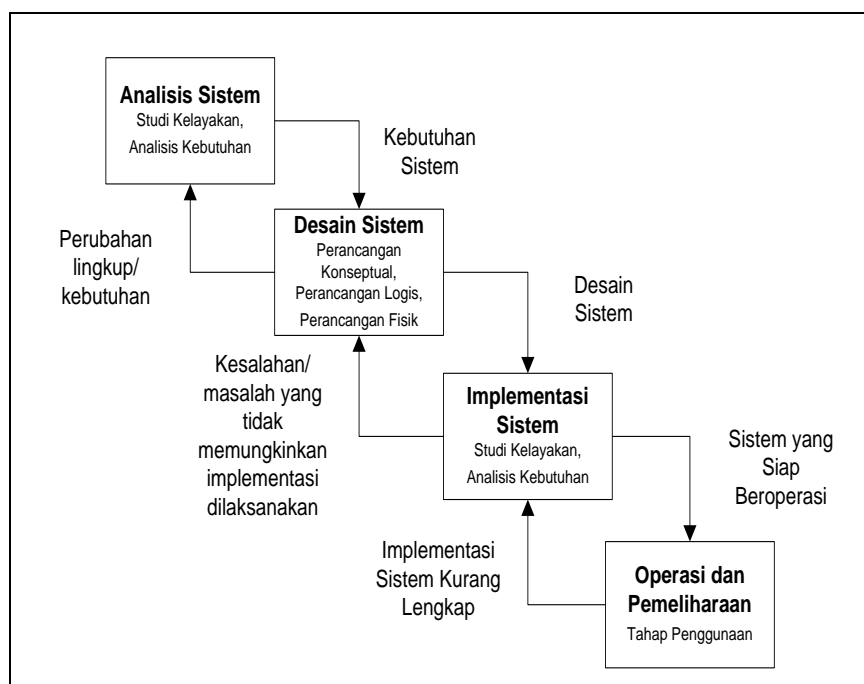 Analisis Sistem
Studi Kelayakan,
Analisis Kebutuhan
Kebutuhan
Sistem
Perubahan
lingkup/
kebutuhan
Desain Sistem
Perancangan
Konseptual,
Perancangan Logis,
Perancangan Fisik
Desain
Sistem
Kesalahan/
masalah yang
tidak
memungkinkan
implementasi
dilaksanakan
Implementasi
Sistem
Studi Kelayakan,
Analisis Kebutuhan
Sistem yang
Siap
Beroperasi
Implementasi
Sistem Kurang
Lengkap
Operasi dan
Pemeliharaan
Tahap Penggunaan